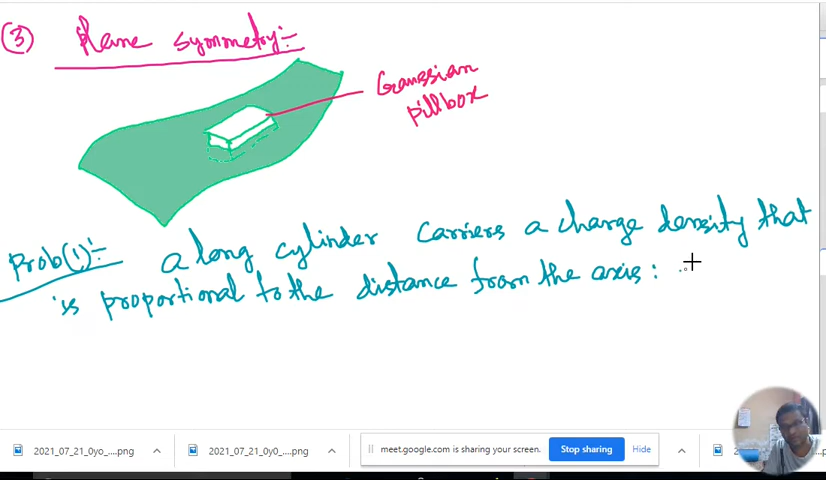 (3) Plane symmetry:-
Gaussian
pillbox
Prob(1):- a long cylinder carriers a charge density that
is proportional to the distance from the axis:
2021_07_21_0yo_....png
2021_07_21_0y0_....png
meet.google.com is sharing your screen.
Stop sharing
Hide